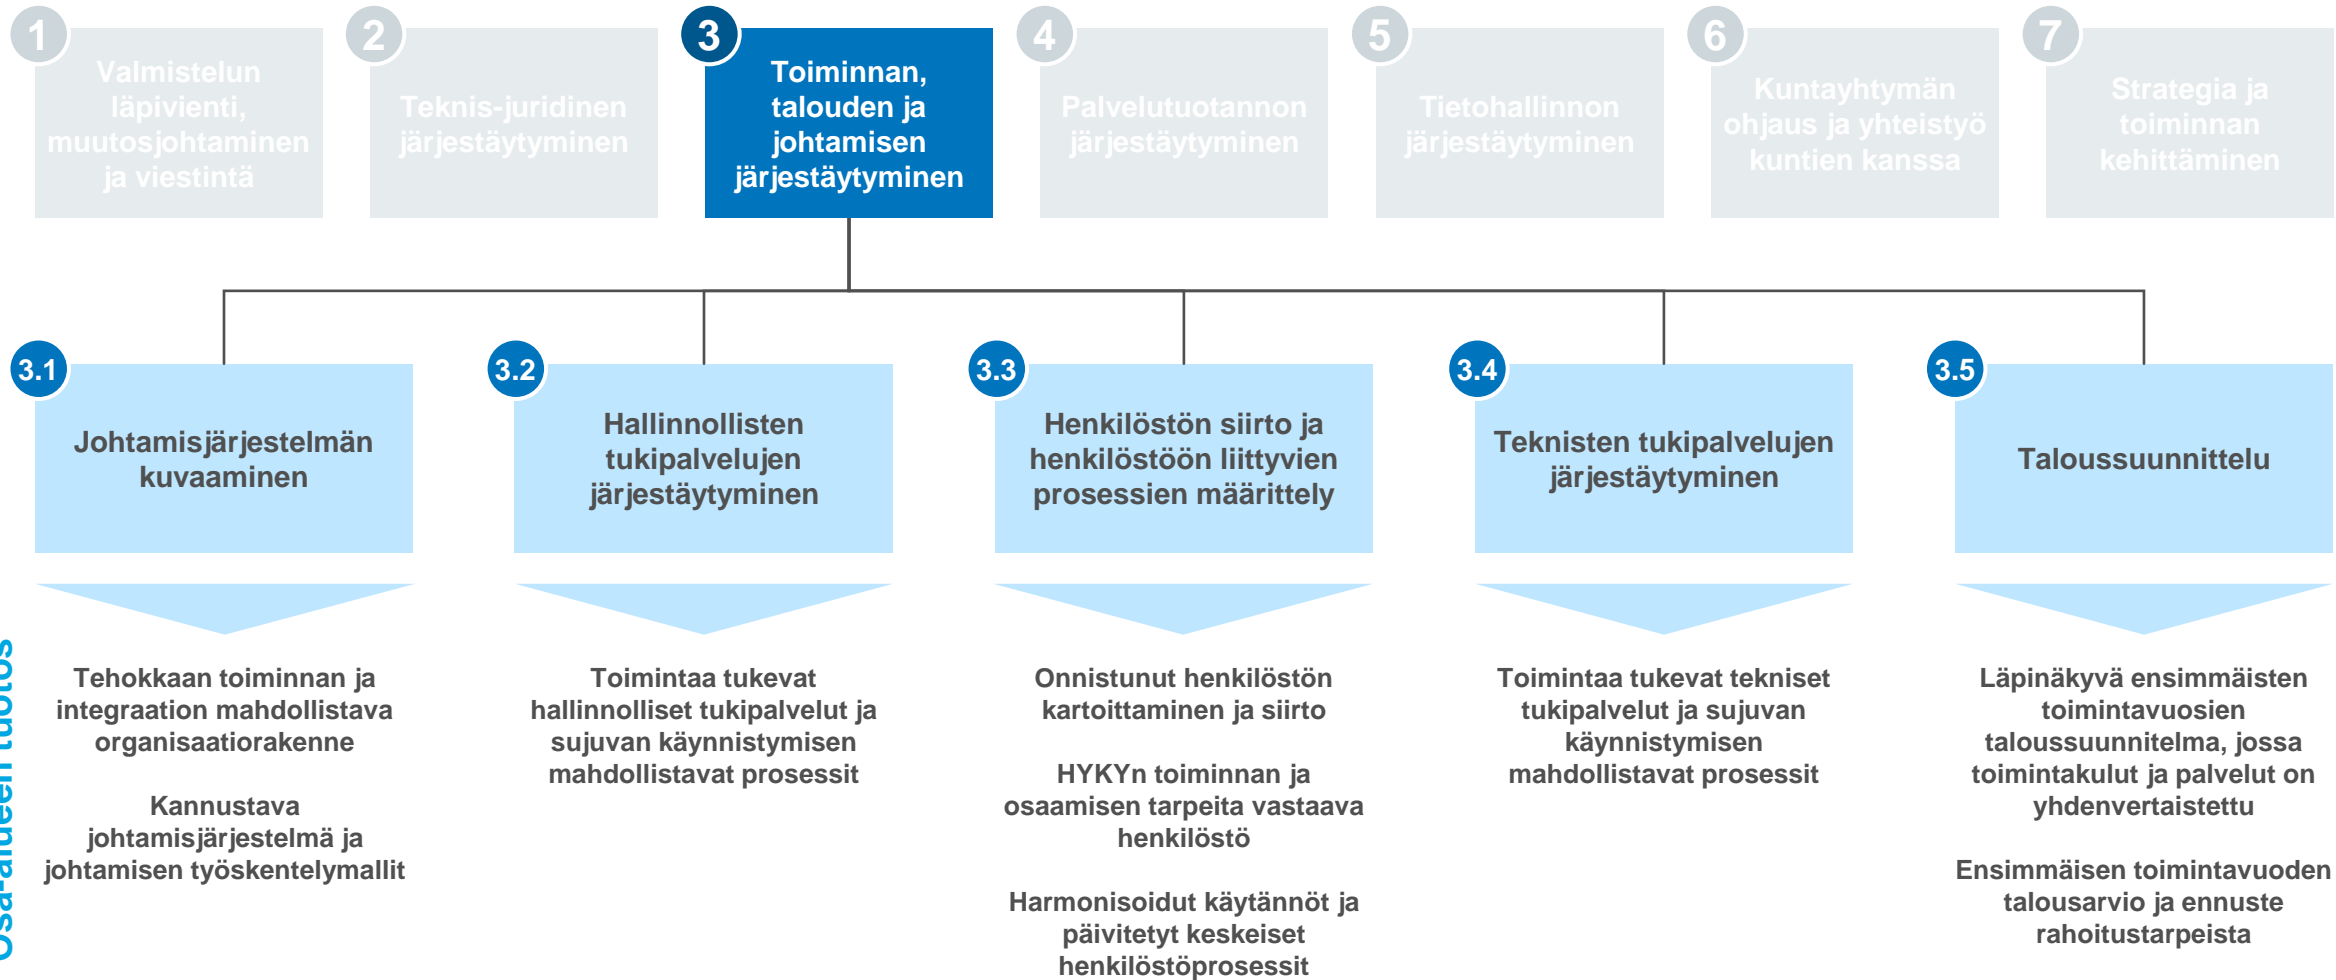 1
Valmistelun
läpivienti,
muutosjohtaminen
ja viestintä
2
Teknis-juridinen
järjestäytyminen
3
Toiminnan,
talouden ja
johtamisen
järjestäytyminen
4
Palvelutuotannon
järjestäytyminen
5
Tietohallinnon
järjestäytyminen
6
Kuntayhtymän
ohjaus ja yhteistyö
kuntien kanssa
7
Strategia ja
toiminnan
kehittäminen
3.1
Johtamisjärjestelmän
kuvaaminen
3.2
Hallinnollisten
tukipalvelujen
järjestäytyminen
3.3
Henkilöstön siirto ja
henkilöstöön liittyvien
prosessien määrittely
3.4
Teknisten tukipalvelujen
järjestäytyminen
3.5
Taloussuunnittelu
Osa-alueen tuotos
Tehokkaan toiminnan ja
integraation mahdollistava
organisaatiorakenne
Kannustava
johtamisjärjestelmä ja
johtamisen työskentelymallit
Toimintaa tukevat
hallinnolliset tukipalvelut ja
sujuvan käynnistymisen
mahdollistavat prosessit
Onnistunut henkilöstön
kartoittaminen ja siirto
HYKYn toiminnan ja
osaamisen tarpeita vastaava
henkilöstö
Harmonisoidut käytännöt ja
päivitetyt keskeiset
henkilöstöprosessit
Toimintaa tukevat tekniset
tukipalvelut ja sujuvan
käynnistymisen
mahdollistavat prosessit
Läpinäkyvä ensimmäisten
toimintavuosien
taloussuunnitelma, jossa
toimintakulut ja palvelut on
yhdenvertaistettu
Ensimmäisen toimintavuoden
talousarvio ja ennuste
rahoitustarpeista